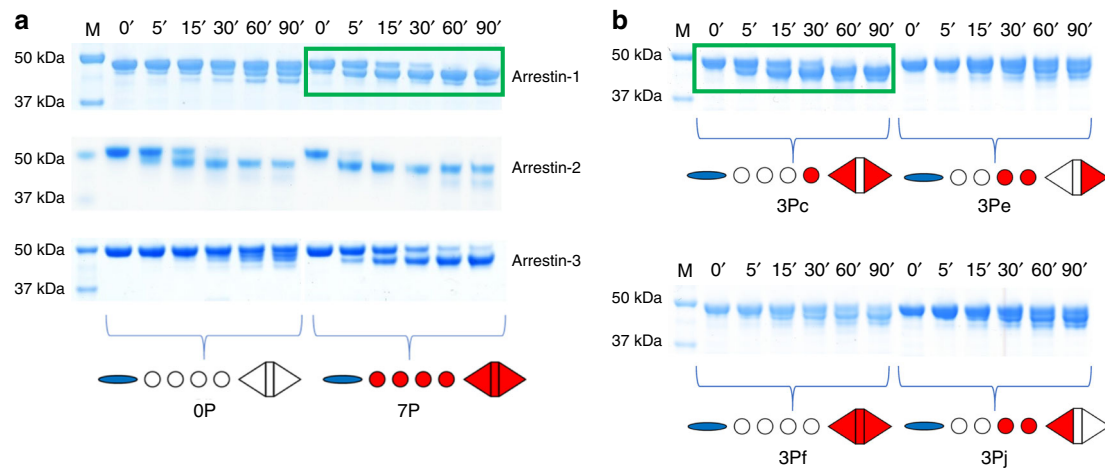 a
M 0′ 5′ 15′ 30′ 60′ 90′ 0′ 5′ 15′ 30′ 60′ 90′
50 kDa
Arrestin-1
37 kDa
50 kDa
Arrestin-2
37 kDa
50 kDa
Arrestin-3
37 kDa
0P 7P
b
M 0′ 5′ 15′ 30′ 60′ 90′ 0′ 5′ 15′ 30′ 60′ 90′
50 kDa
37 kDa
3Pc 3Pe
M 0′ 5′ 15′ 30′ 60′ 90′ 0′ 5′ 15′ 30′ 60′ 90′
50 kDa
37 kDa
3Pf 3Pj